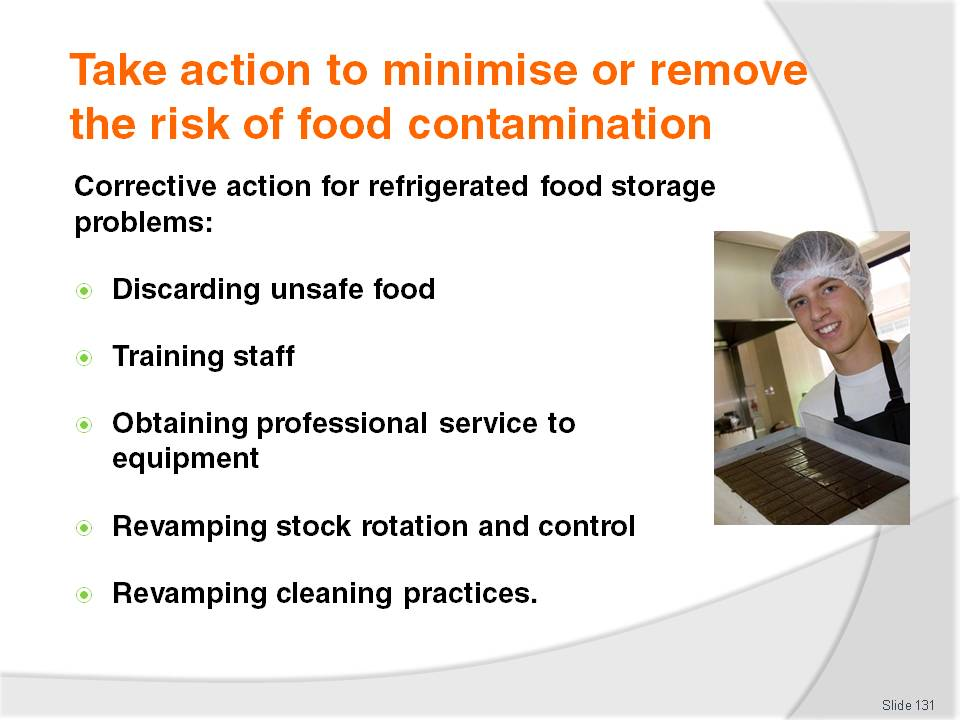 Take action to minimise or remove
the risk of food contamination
Corrective action for refrigerated food storage
problems:
Discarding unsafe food
Training staff
Obtaining professional service to
equipment
Revamping stock rotation and control
Revamping cleaning practices.
Slide 131